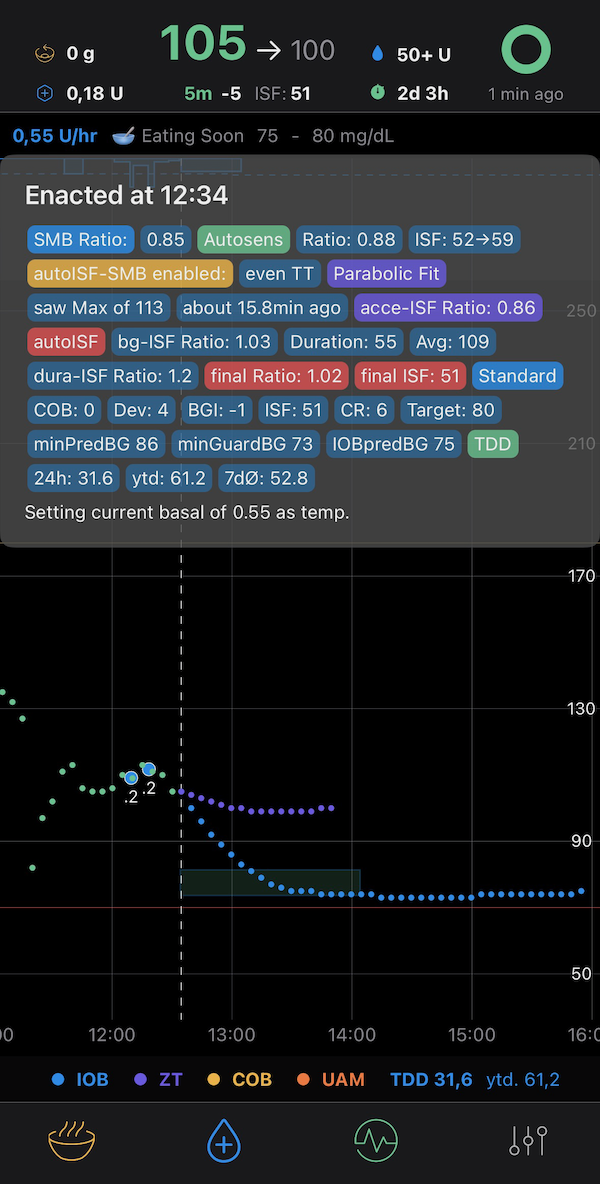 0 g 105 → 100 50+ U
0,18 U 5m -5 ISF: 51 2d 3h 1 min ago
0,55 U/hr 🥣 Eating Soon 75 - 80 mg/dL
Enacted at 12:34
SMB Ratio: 0.85 Autosens Ratio: 0.88 ISF: 52→59
autoISF-SMB enabled: even TT Parabolic Fit
saw Max of 113 about 15.8min ago acce-ISF Ratio: 0.86
250
autoISF bg-ISF Ratio: 1.03 Duration: 55 Avg: 109
dura-ISF Ratio: 1.2 final Ratio: 1.02 final ISF: 51 Standard
COB: 0 Dev: 4 BGI: -1 ISF: 51 CR: 6 Target: 80
minPredBG 86 minGuardBG 73 IOBpredBG 75 TDD
210
24h: 31.6 ytd: 61.2 7dØ: 52.8
Setting current basal of 0.55 as temp.
170
130
.2 .2
90
50
00 12:00 13:00 14:00 15:00 16:0
IOB ZT COB UAM TDD 31,6 ytd. 61,2